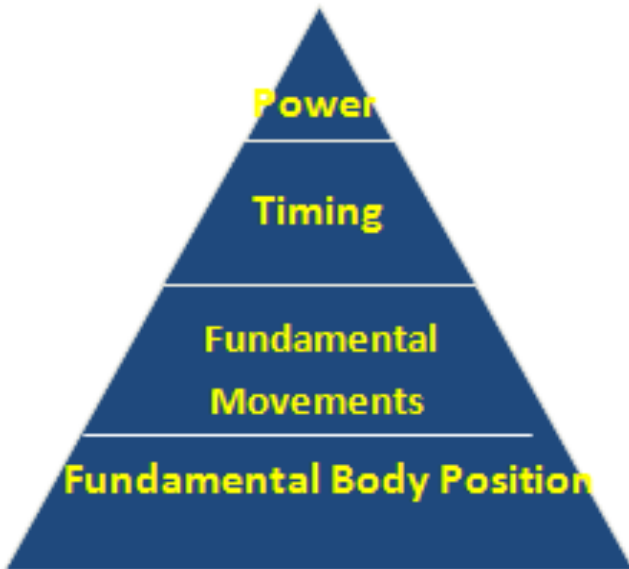 Power
Timing
Fundamental
Movements
Fundamental Body Position